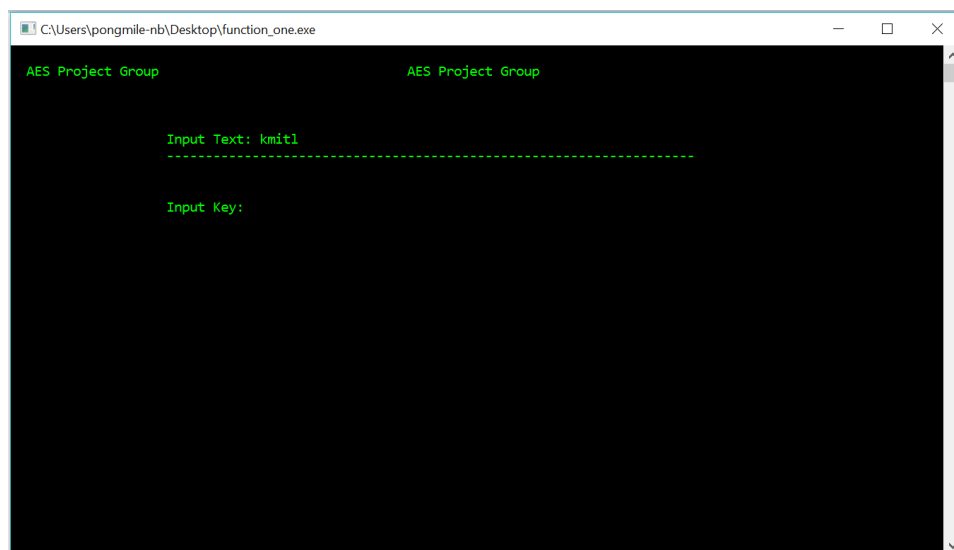 C:\Users\pongmile-nb\Desktop\function_one.exe
AES Project Group AES Project Group
Input Text: kmitl
--------------------------------------------------------------------
Input Key: